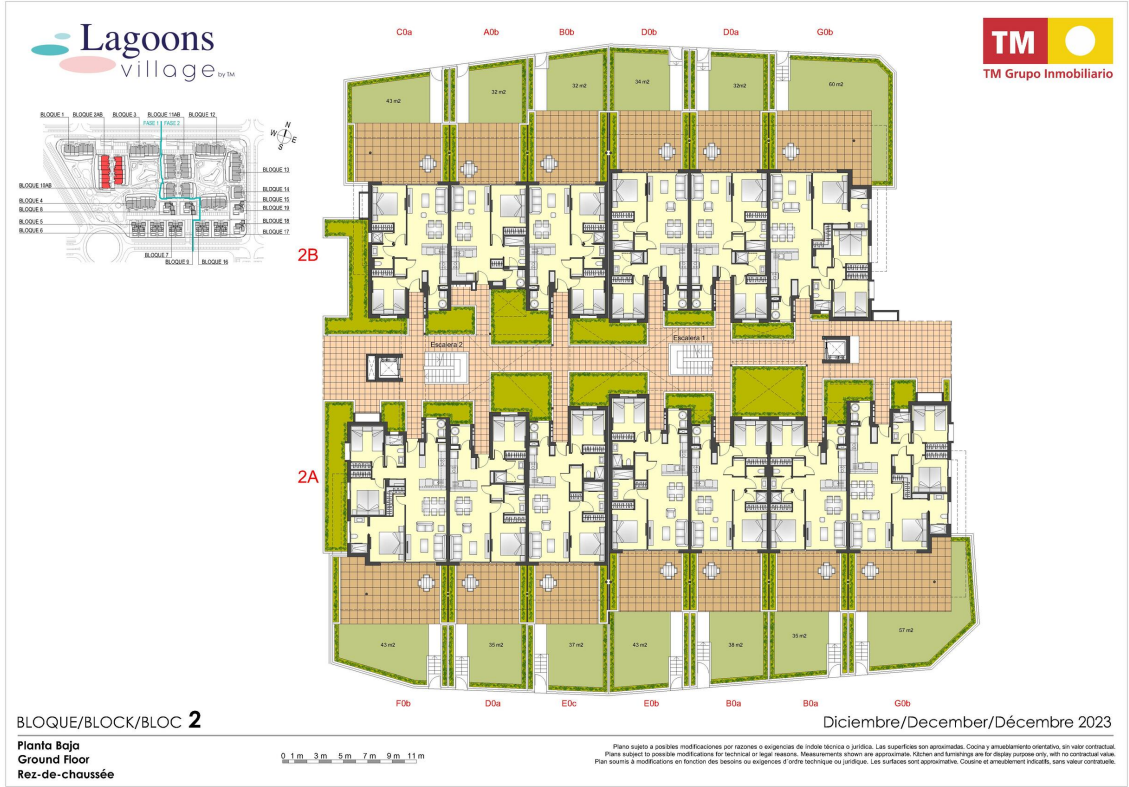 Lagoons
village by TM
C0a
A0b
B0b
D0b
D0a
G0b
TM
TM Grupo Inmobiliario
43 m2
32 m2
32 m2
34 m2
32m2
60 m2
BLOQUE 1
BLOQUE 2AB
BLOQUE 3
BLOQUE 11AB
BLOQUE 12
FASE 1
FASE 2
N
W
E
S
BLOQUE 13
BLOQUE 10AB
BLOQUE 14
BLOQUE 4
BLOQUE 15
BLOQUE 8
BLOQUE 19
BLOQUE 5
BLOQUE 18
BLOQUE 6
BLOQUE 17
BLOQUE 7
BLOQUE 9
BLOQUE 16
2B
Escalera 2
Escalera 1
2A
43 m2
35 m2
37 m2
43 m2
38 m2
35 m2
57 m2
F0b
D0a
E0c
E0b
B0a
B0a
G0b
BLOQUE/BLOCK/BLOC 2
Diciembre/December/Décembre 2023
Planta Baja
Ground Floor
Rez-de-chaussée
0 1 m 3 m 5 m 7 m 9 m 11 m
Plano sujeto a posibles modificaciones por razones o exigencias de índole técnica o jurídica. Las superficies son aproximadas. Cocina y amueblamiento orientativo, sin valor contractual.
Plans subject to possible modifications for technical or legal reasons. Measurements shown are approximate. Kitchen and furnishings are for display purpose only, with no contractual value.
Plan soumis à modifications en fonction des besoins ou exigences d'ordre technique ou juridique. Les surfaces sont approximative. Cousine et ameublement indicatifs, sans valeur contratuelle.